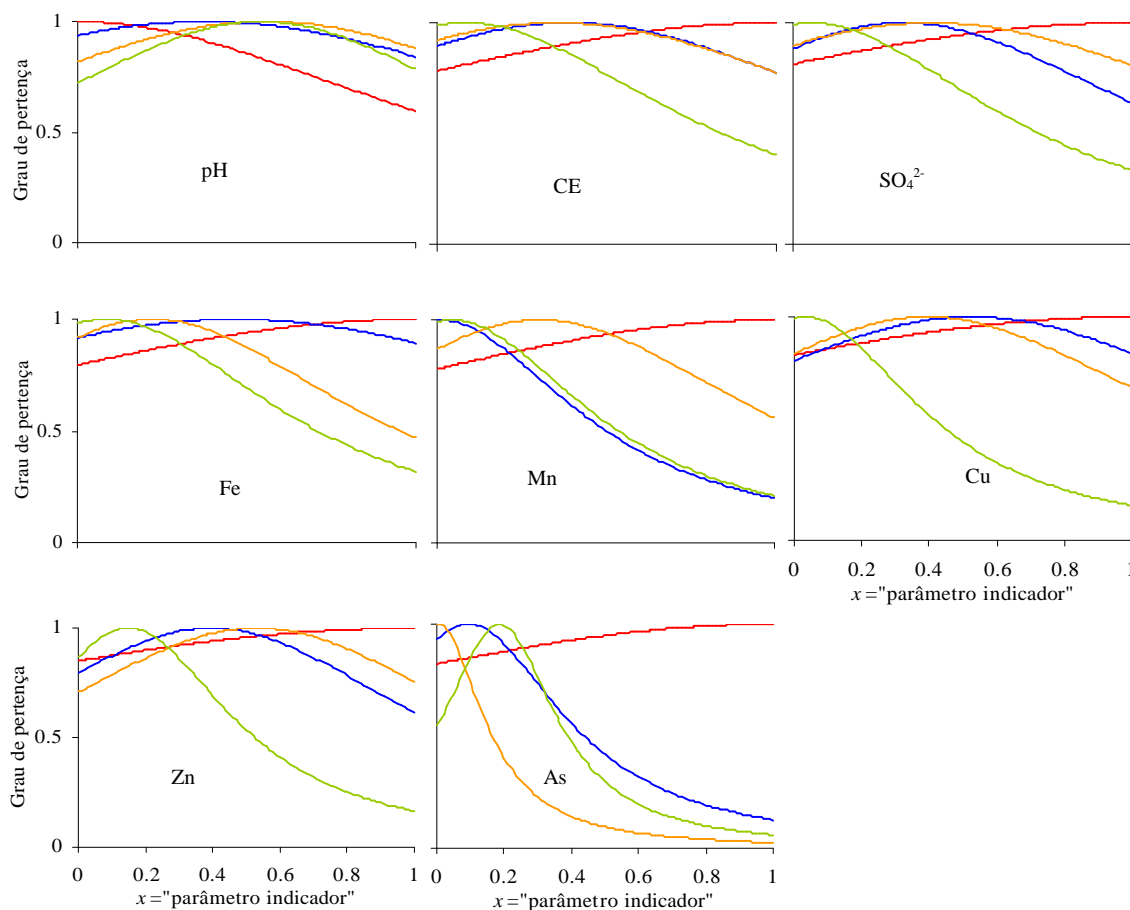 1
0.5
0
Grau de pertença
pH
CE
SO₄²⁻
1
0.5
0
Grau de pertença
Fe
Mn
Cu
0 0.2 0.4 0.6 0.8 1
x ="parâmetro indicador"
1
0.5
0
Grau de pertença
Zn
As
0 0.2 0.4 0.6 0.8 1
x ="parâmetro indicador"
0 0.2 0.4 0.6 0.8 1
x ="parâmetro indicador"